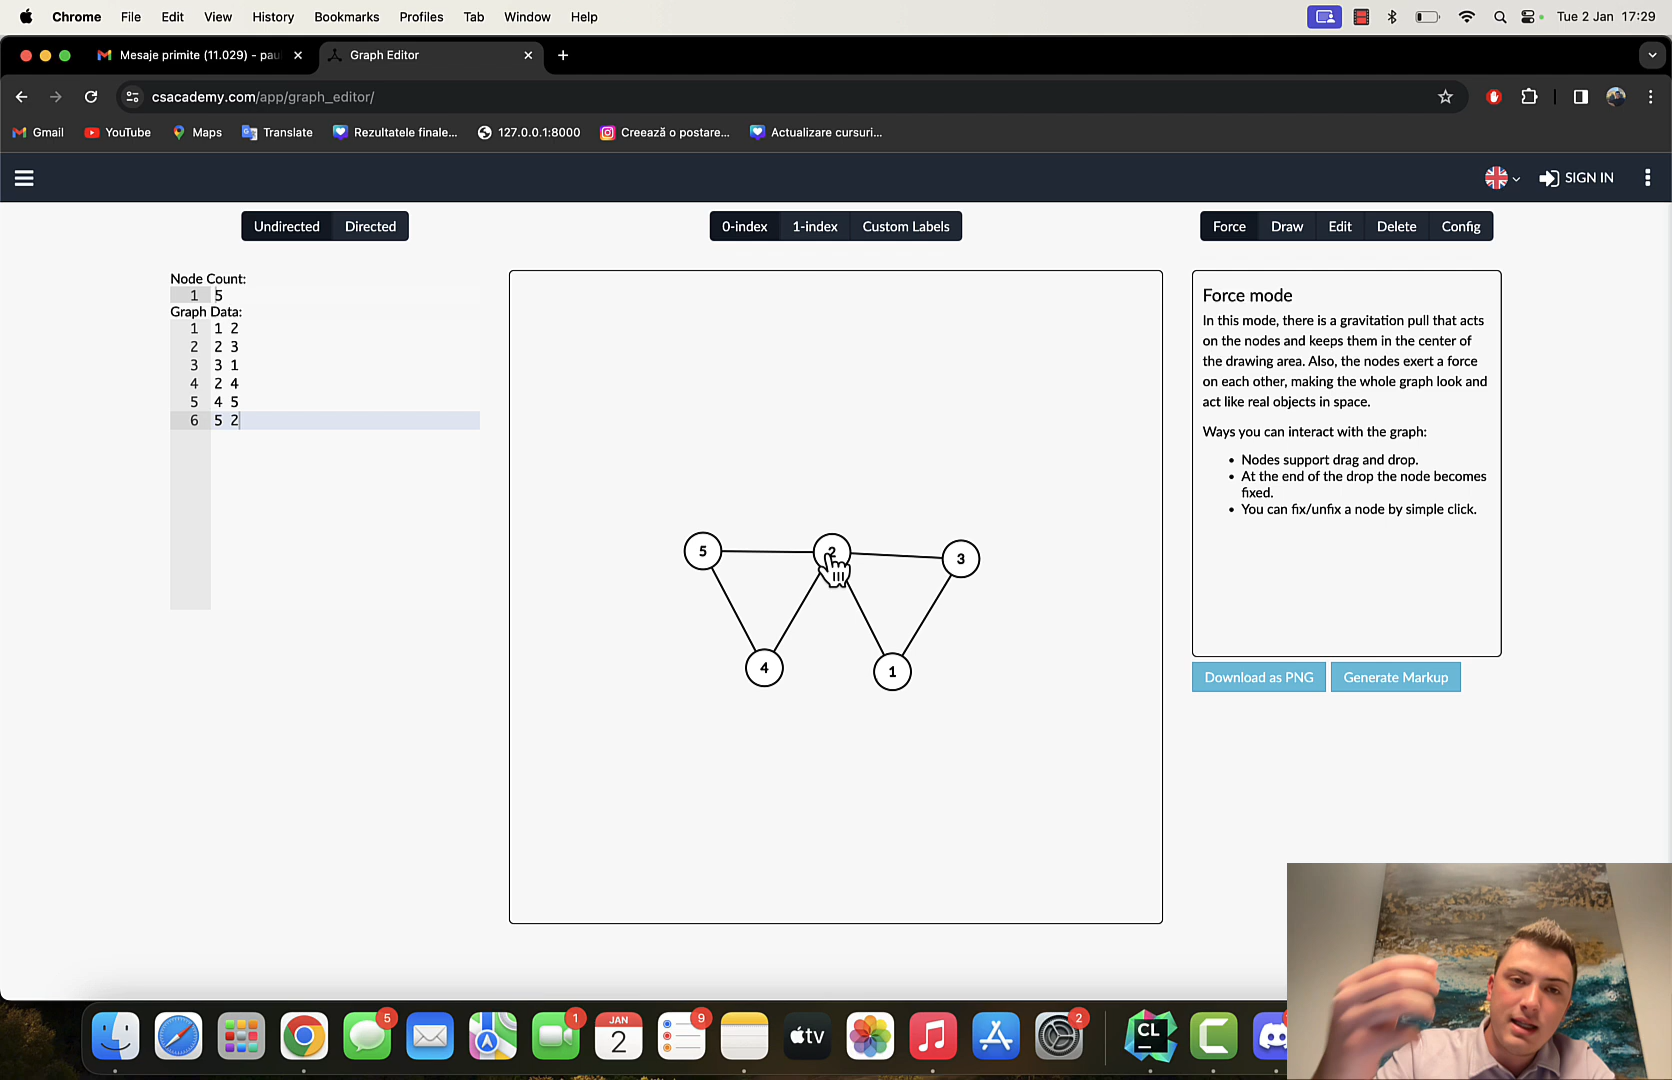 Chrome File Edit View History Bookmarks Profiles Tab Window Help Tue 2 Jan 17:29
Mesaje primite (11.029) - pau Graph Editor
csacademy.com/app/graph_editor/
Gmail YouTube Maps Translate Rezultatele finale... 127.0.0.1:8000 Creează o postare... Actualizare cursuri...
SIGN IN
Undirected Directed 0-index 1-index Custom Labels Force Draw Edit Delete Config
Node Count:
1 5
Graph Data:
1 1 2
2 2 3
3 3 1
4 2 4
5 4 5
6 5 2
5 2 3
4 1
Force mode
In this mode, there is a gravitation pull that acts
on the nodes and keeps them in the center of
the drawing area. Also, the nodes exert a force
on each other, making the whole graph look and
act like real objects in space.
Ways you can interact with the graph:
• Nodes support drag and drop.
• At the end of the drop the node becomes
fixed.
• You can fix/unfix a node by simple click.
Download as PNG Generate Markup
5 1 JAN 9 2
2 tv CL